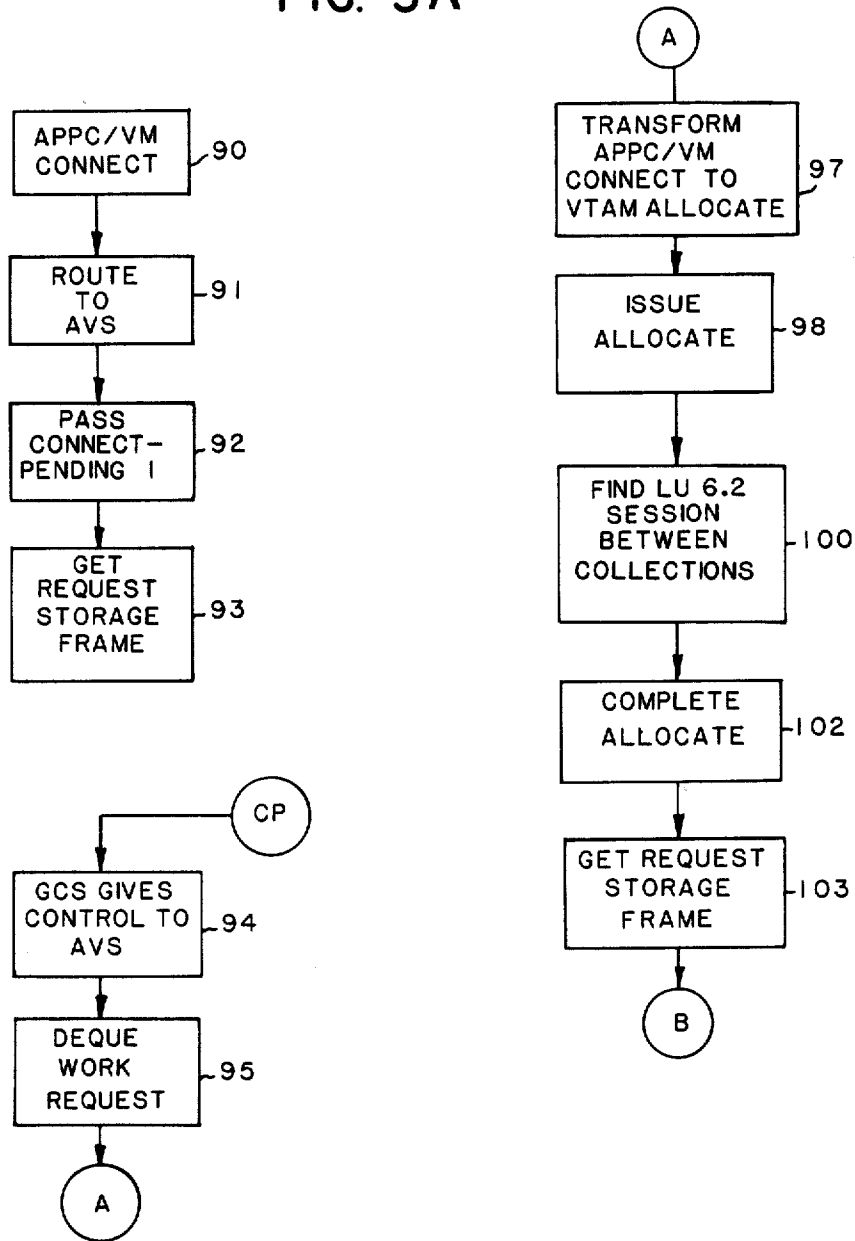 FIG. 5A
APPC/VM
CONNECT
90
ROUTE
TO
AVS
91
PASS
CONNECT-
PENDING 1
92
GET
REQUEST
STORAGE
FRAME
93
CP
GCS GIVES
CONTROL TO
AVS
94
DEQUE
WORK
REQUEST
95
A
A
TRANSFORM
APPC/VM
CONNECT TO
VTAM ALLOCATE
97
ISSUE
ALLOCATE
98
FIND LU 6.2
SESSION
BETWEEN
COLLECTIONS
100
COMPLETE
ALLOCATE
102
GET REQUEST
STORAGE
FRAME
103
B